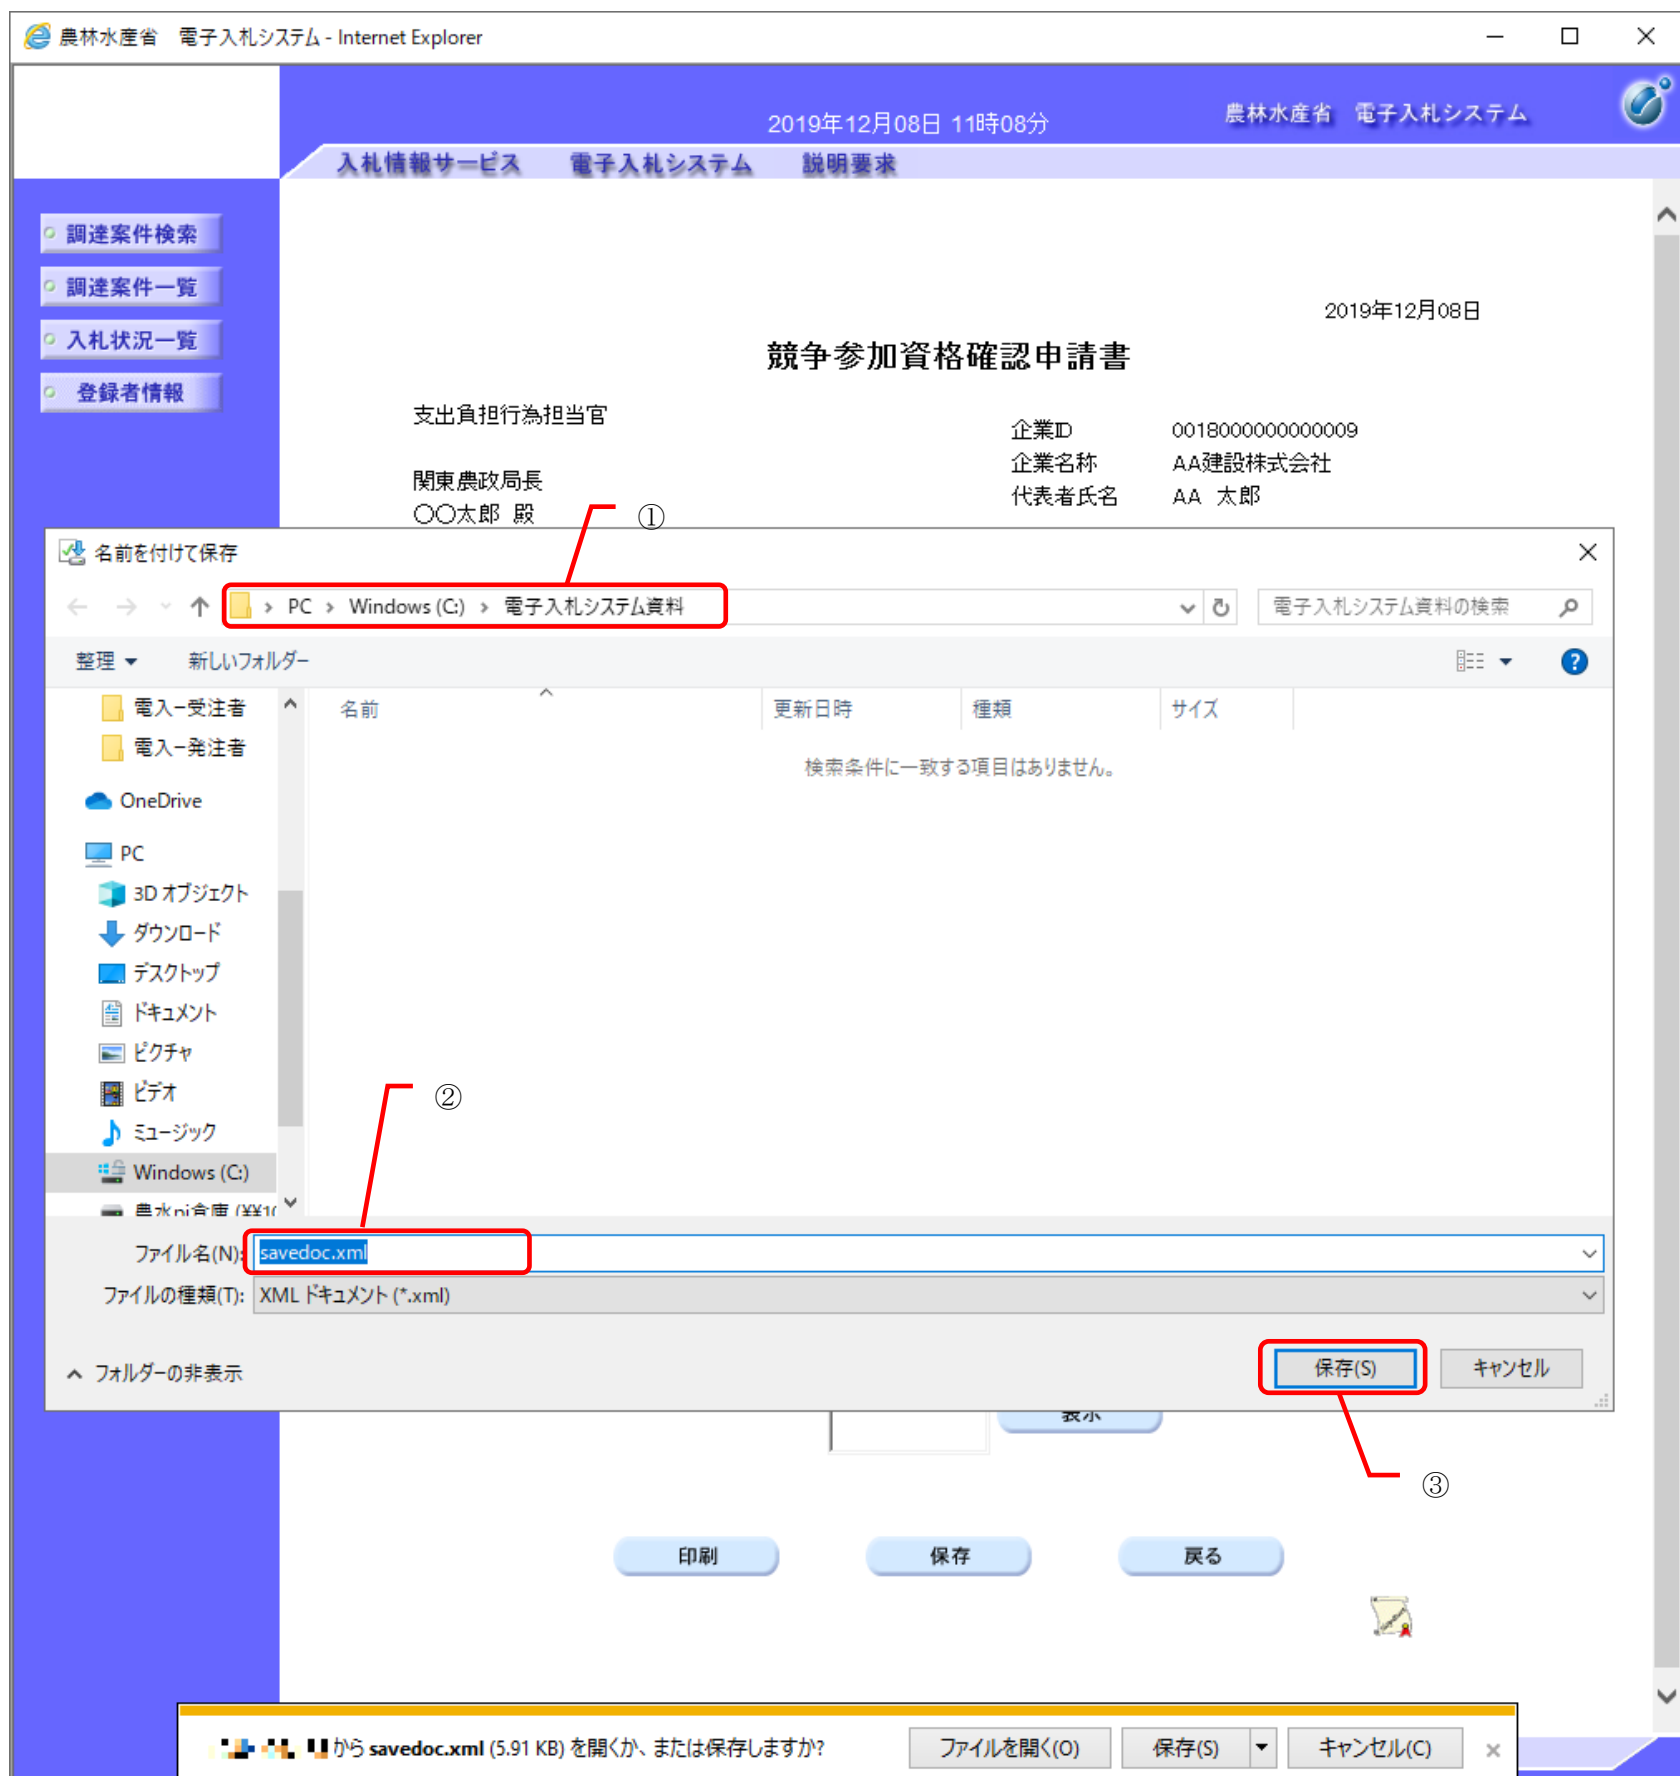 農林水産省　電子入札システム - Internet Explorer
2019年12月08日 11時08分
農林水産省　電子入札システム
入札情報サービス　電子入札システム　説明要求
調達案件検索
調達案件一覧
入札状況一覧
登録者情報
2019年12月08日
競争参加資格確認申請書
支出負担行為担当官
関東農政局長
〇〇太郎 殿
企業ID 0018000000000009
企業名称 AA建設株式会社
代表者氏名 AA 太郎
①
名前を付けて保存
› PC › Windows (C:) › 電子入札システム資料
電子入札システム資料の検索
整理 新しいフォルダー
電入-受注者
電入-発注者
OneDrive
PC
3D オブジェクト
ダウンロード
デスクトップ
ドキュメント
ピクチャ
ビデオ
ミュージック
Windows (C:)
名前 更新日時 種類 サイズ
検索条件に一致する項目はありません。
②
ファイル名(N): savedoc.xml
ファイルの種類(T): XML ドキュメント (*.xml)
フォルダーの非表示
保存(S) キャンセル
表示
③
印刷 保存 戻る
から savedoc.xml (5.91 KB) を開くか、または保存しますか?
ファイルを開く(O) 保存(S) キャンセル(C) ×